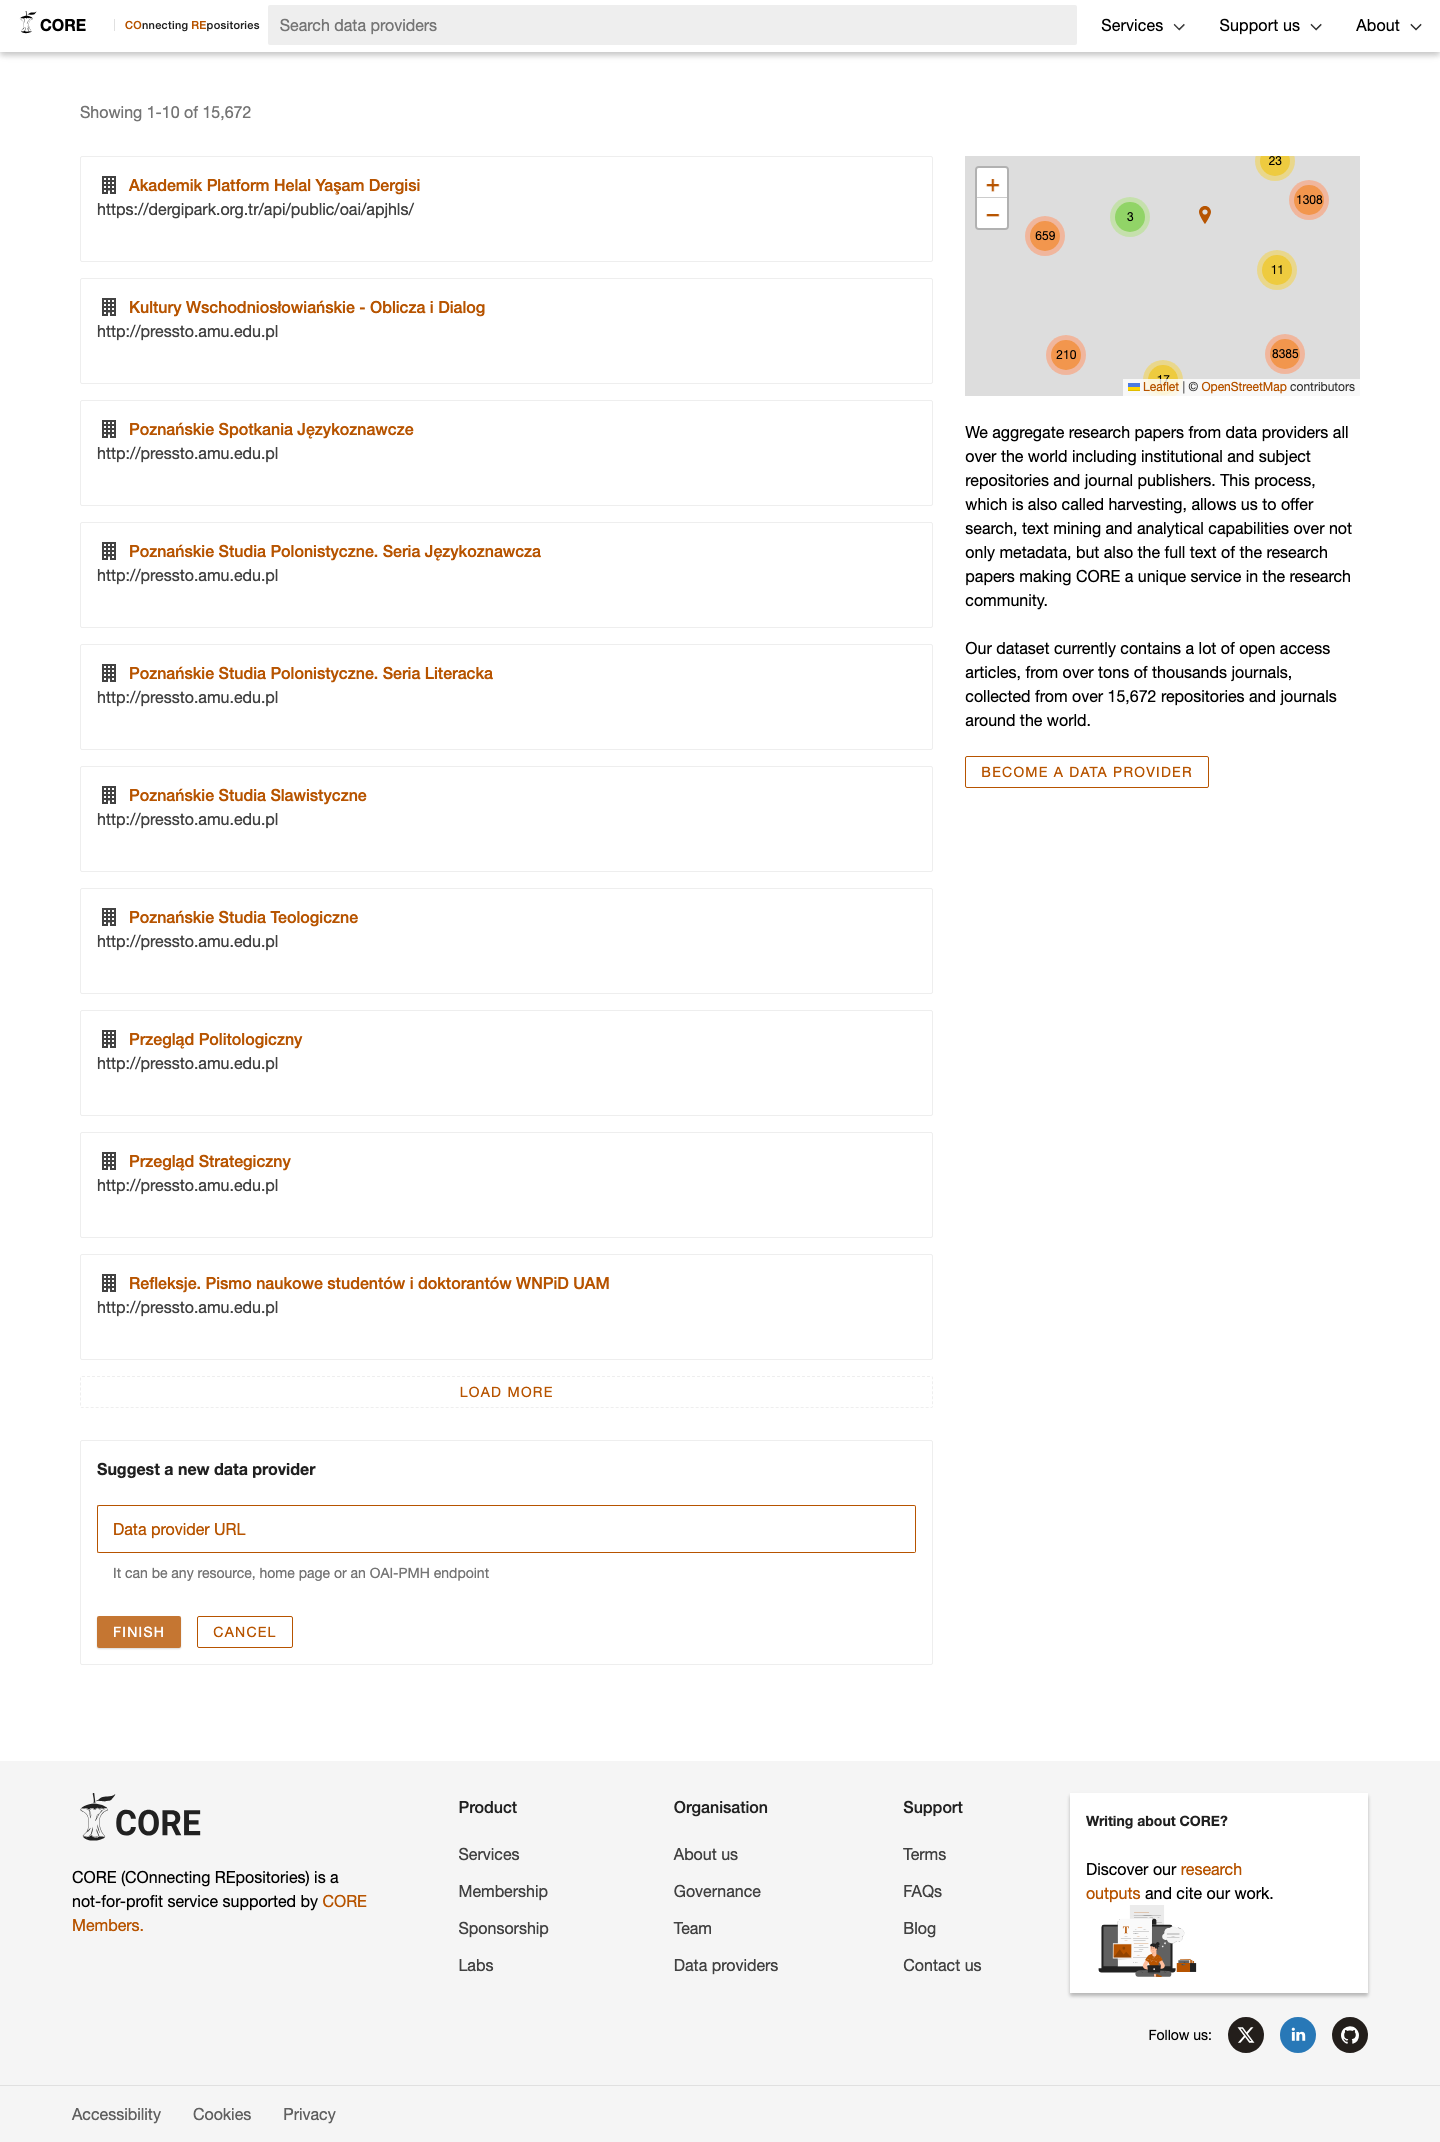 CORE
COnnecting REpositories
Search data providers
Services
Support us
About
Showing 1-10 of 15,672
Akademik Platform Helal Yaşam Dergisi
https://dergipark.org.tr/api/public/oai/apjhls/
Kultury Wschodniosłowiańskie - Oblicza i Dialog
http://pressto.amu.edu.pl
Poznańskie Spotkania Językoznawcze
http://pressto.amu.edu.pl
Poznańskie Studia Polonistyczne. Seria Językoznawcza
http://pressto.amu.edu.pl
Poznańskie Studia Polonistyczne. Seria Literacka
http://pressto.amu.edu.pl
Poznańskie Studia Slawistyczne
http://pressto.amu.edu.pl
Poznańskie Studia Teologiczne
http://pressto.amu.edu.pl
Przegląd Politologiczny
http://pressto.amu.edu.pl
Przegląd Strategiczny
http://pressto.amu.edu.pl
Refleksje. Pismo naukowe studentów i doktorantów WNPiD UAM
http://pressto.amu.edu.pl
LOAD MORE
Suggest a new data provider
Data provider URL
It can be any resource, home page or an OAI-PMH endpoint
FINISH
CANCEL
+
−
23
1308
3
659
11
210
8385
17
Leaflet | © OpenStreetMap contributors
We aggregate research papers from data providers all
over the world including institutional and subject
repositories and journal publishers. This process,
which is also called harvesting, allows us to offer
search, text mining and analytical capabilities over not
only metadata, but also the full text of the research
papers making CORE a unique service in the research
community.
Our dataset currently contains a lot of open access
articles, from over tons of thousands journals,
collected from over 15,672 repositories and journals
around the world.
BECOME A DATA PROVIDER
CORE
CORE (COnnecting REpositories) is a
not-for-profit service supported by CORE
Members.
Product
Services
Membership
Sponsorship
Labs
Organisation
About us
Governance
Team
Data providers
Support
Terms
FAQs
Blog
Contact us
Writing about CORE?
Discover our research
outputs and cite our work.
T
Follow us:
X
in
Accessibility
Cookies
Privacy